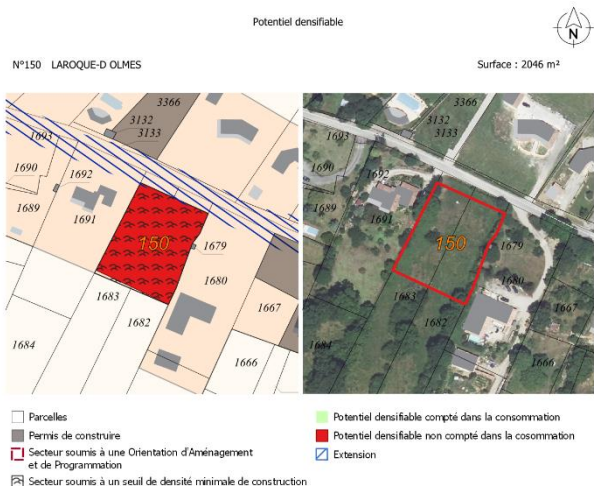 Potentiel densifiable
N
N°150 LAROQUE-D OLMES
Surface : 2046 m²
3366
3132
3133
1693
1690
1692
1689
1691
150
1679
1680
1683
1667
1682
1684
1666
3366
3132
3133
1693
1690
1692
1689
1691
150
1679
1680
1683
1667
1682
1684
1666
Parcelles
Permis de construire
Secteur soumis à une Orientation d'Aménagement
et de Programmation
Secteur soumis à un seuil de densité minimale de construction
Potentiel densifiable compté dans la consommation
Potentiel densifiable non compté dans la cosommation
Extension